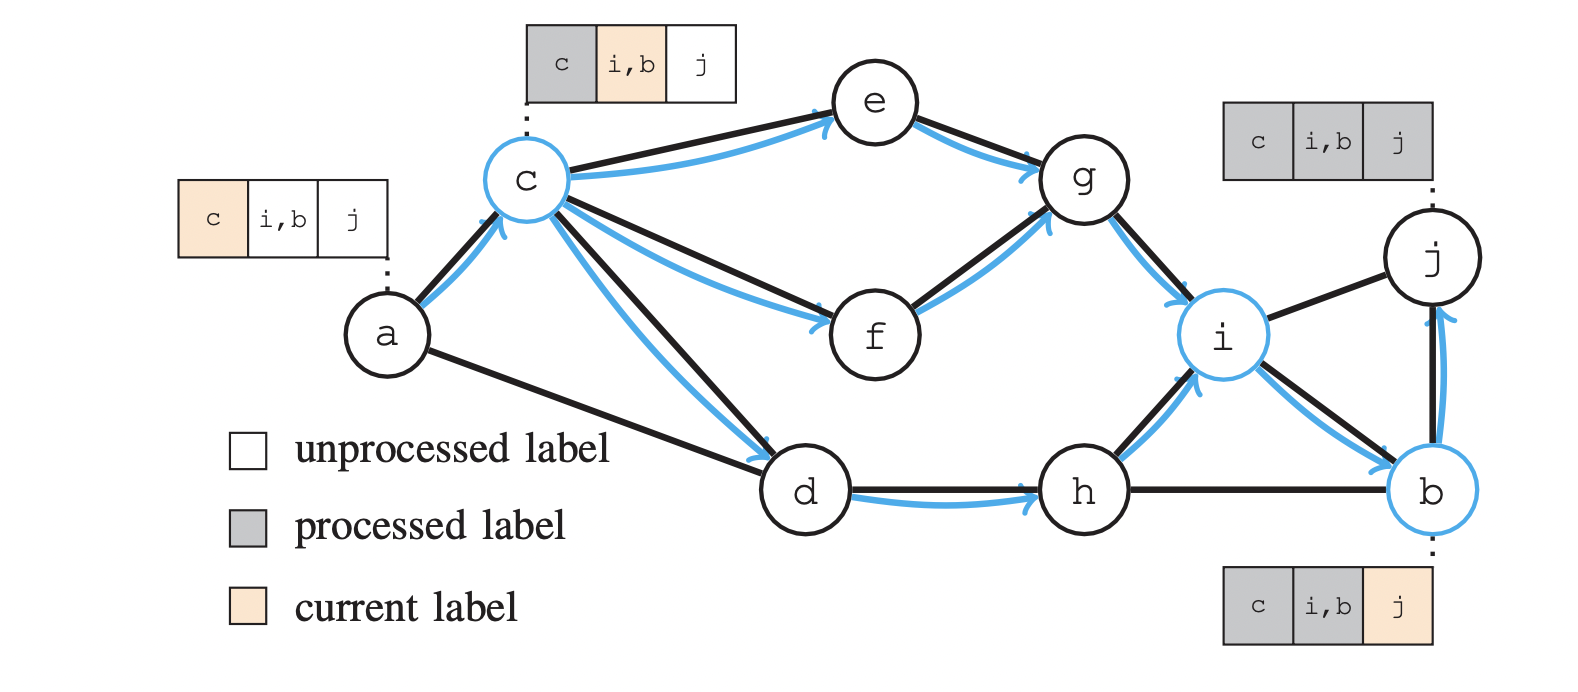 c i,b j
e
c i,b j
g
c
c i,b j
j
a
f
i
unprocessed label
d
h
b
processed label
current label
c i,b j